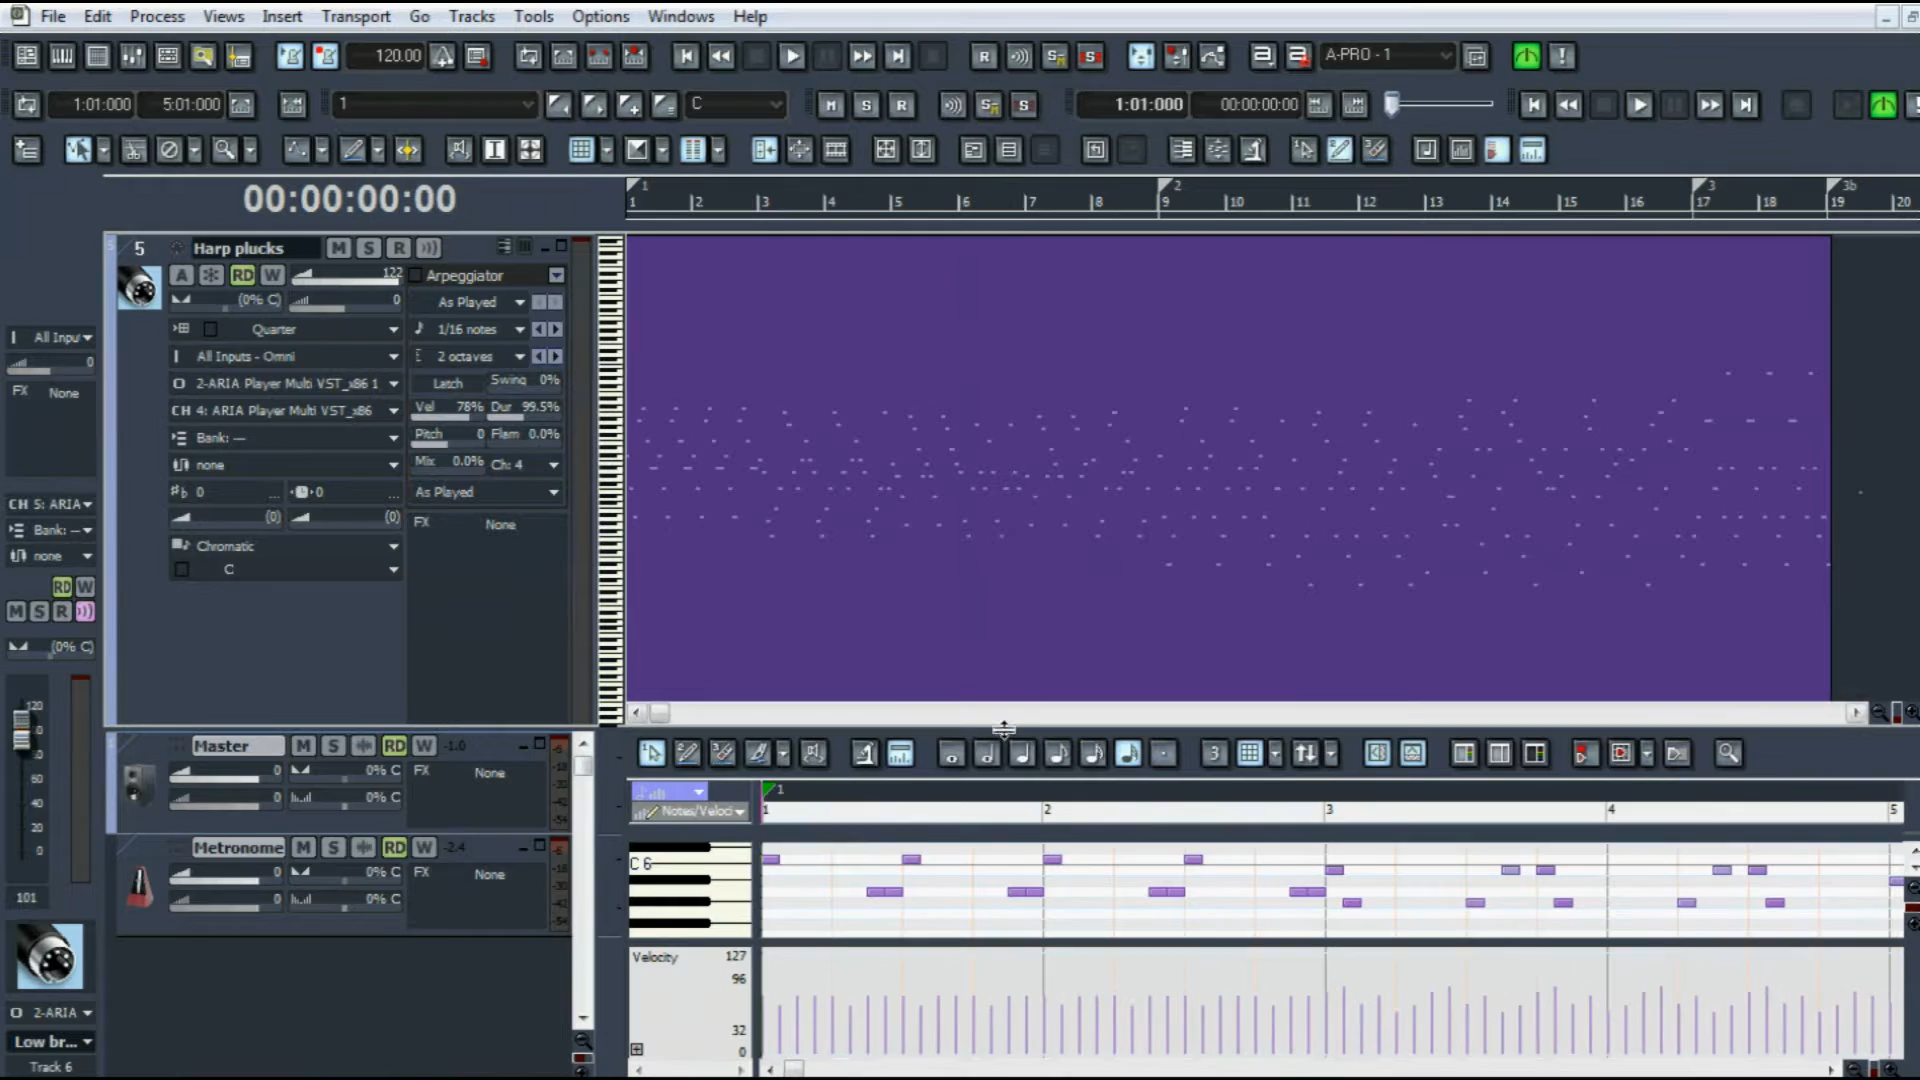 File Edit Process Views Insert Transport Go Tracks Tools Options Windows Help
120.00 R A-PRO - 1
1:01:000 5:01:000 1 C M S R 1:01:000 00:00:00:00
00:00:00:00
1 2 3 3b
1 2 3 4 5 6 7 8 9 10 11 12 13 14 15 16 17 18 19 20
5 Harp plucks M S R
A RD W 122 Arpeggiator
(0% C) 0 As Played
Quarter 1/16 notes
All Inputs - Omni 2 octaves
O 2-ARIA Player Multi VST_x86 1 Latch Swing 0%
CH 4: ARIA Player Multi VST_x86 Vel 78% Dur 99.5%
Bank: --- Pitch 0 Flam 0.0%
none Mix 0.0% Ch: 4
0 0 As Played
(0) (0) FX None
Chromatic
C
All Inpu
0
FX None
CH 5: ARIA
Bank: --
none
RD W
M S R
(0% C)
120
60
40
20
0
101
O 2-ARIA
Low br...
Track 6
Master M S RD W -1.0
0 0% C FX None
0 0% C
Metronome M S RD W -2.4
0 0% C FX None
0 0% C
3
1
Notes/Veloci 1 2 3 4 5
C 6
Velocity 127
96
32
0